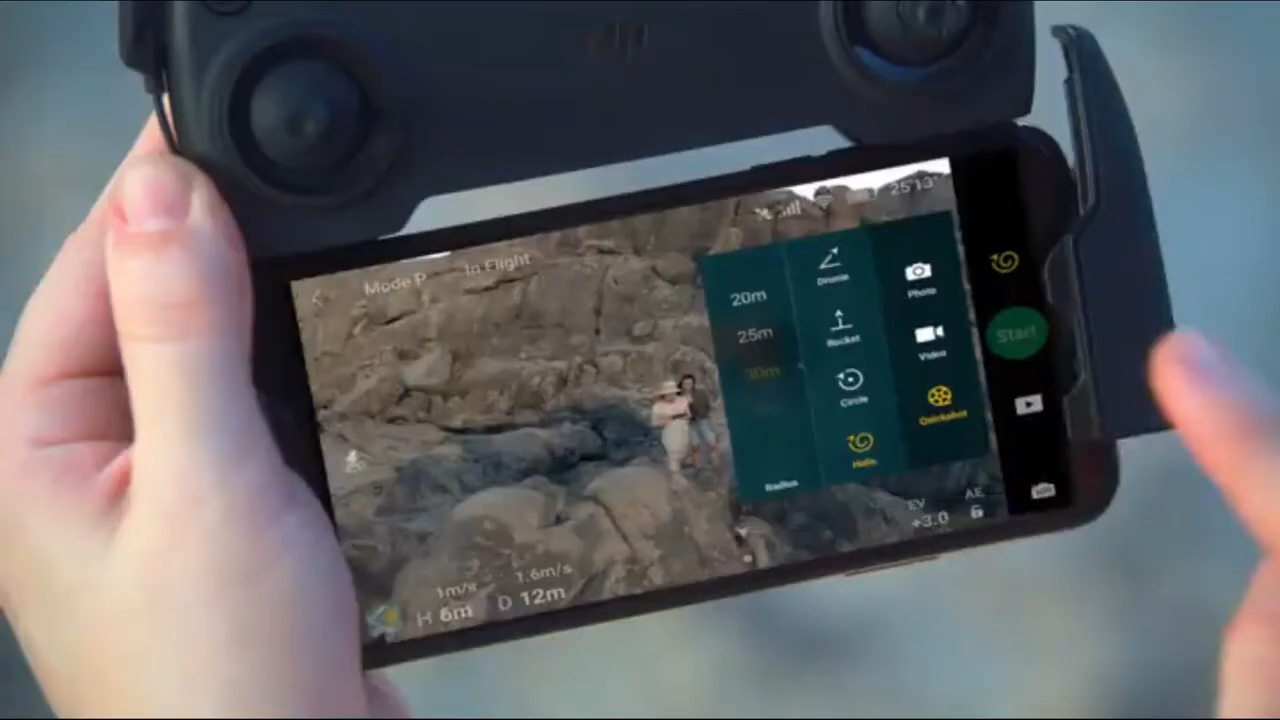 25'13"
Mode P In Flight
20m
25m
30m
Radius
Dronie
Rocket
Circle
Helix
Photo
Video
Quickshot
Start
EV
+3.0
AE
1m/s 1.6m/s
H 6m D 12m